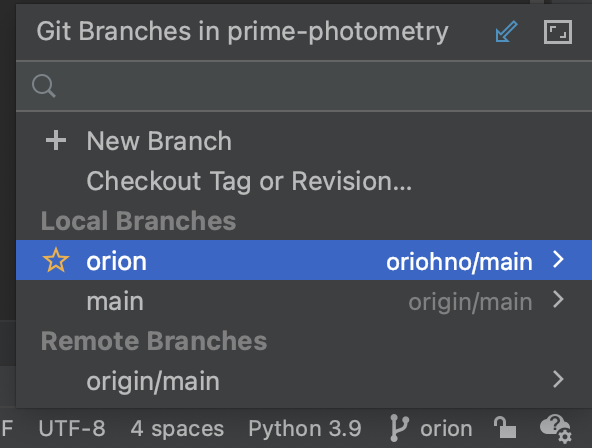 Git Branches in prime-photometry
New Branch
Checkout Tag or Revision...
Local Branches
orion oriohno/main
main origin/main
Remote Branches
origin/main
F UTF-8 4 spaces Python 3.9 orion